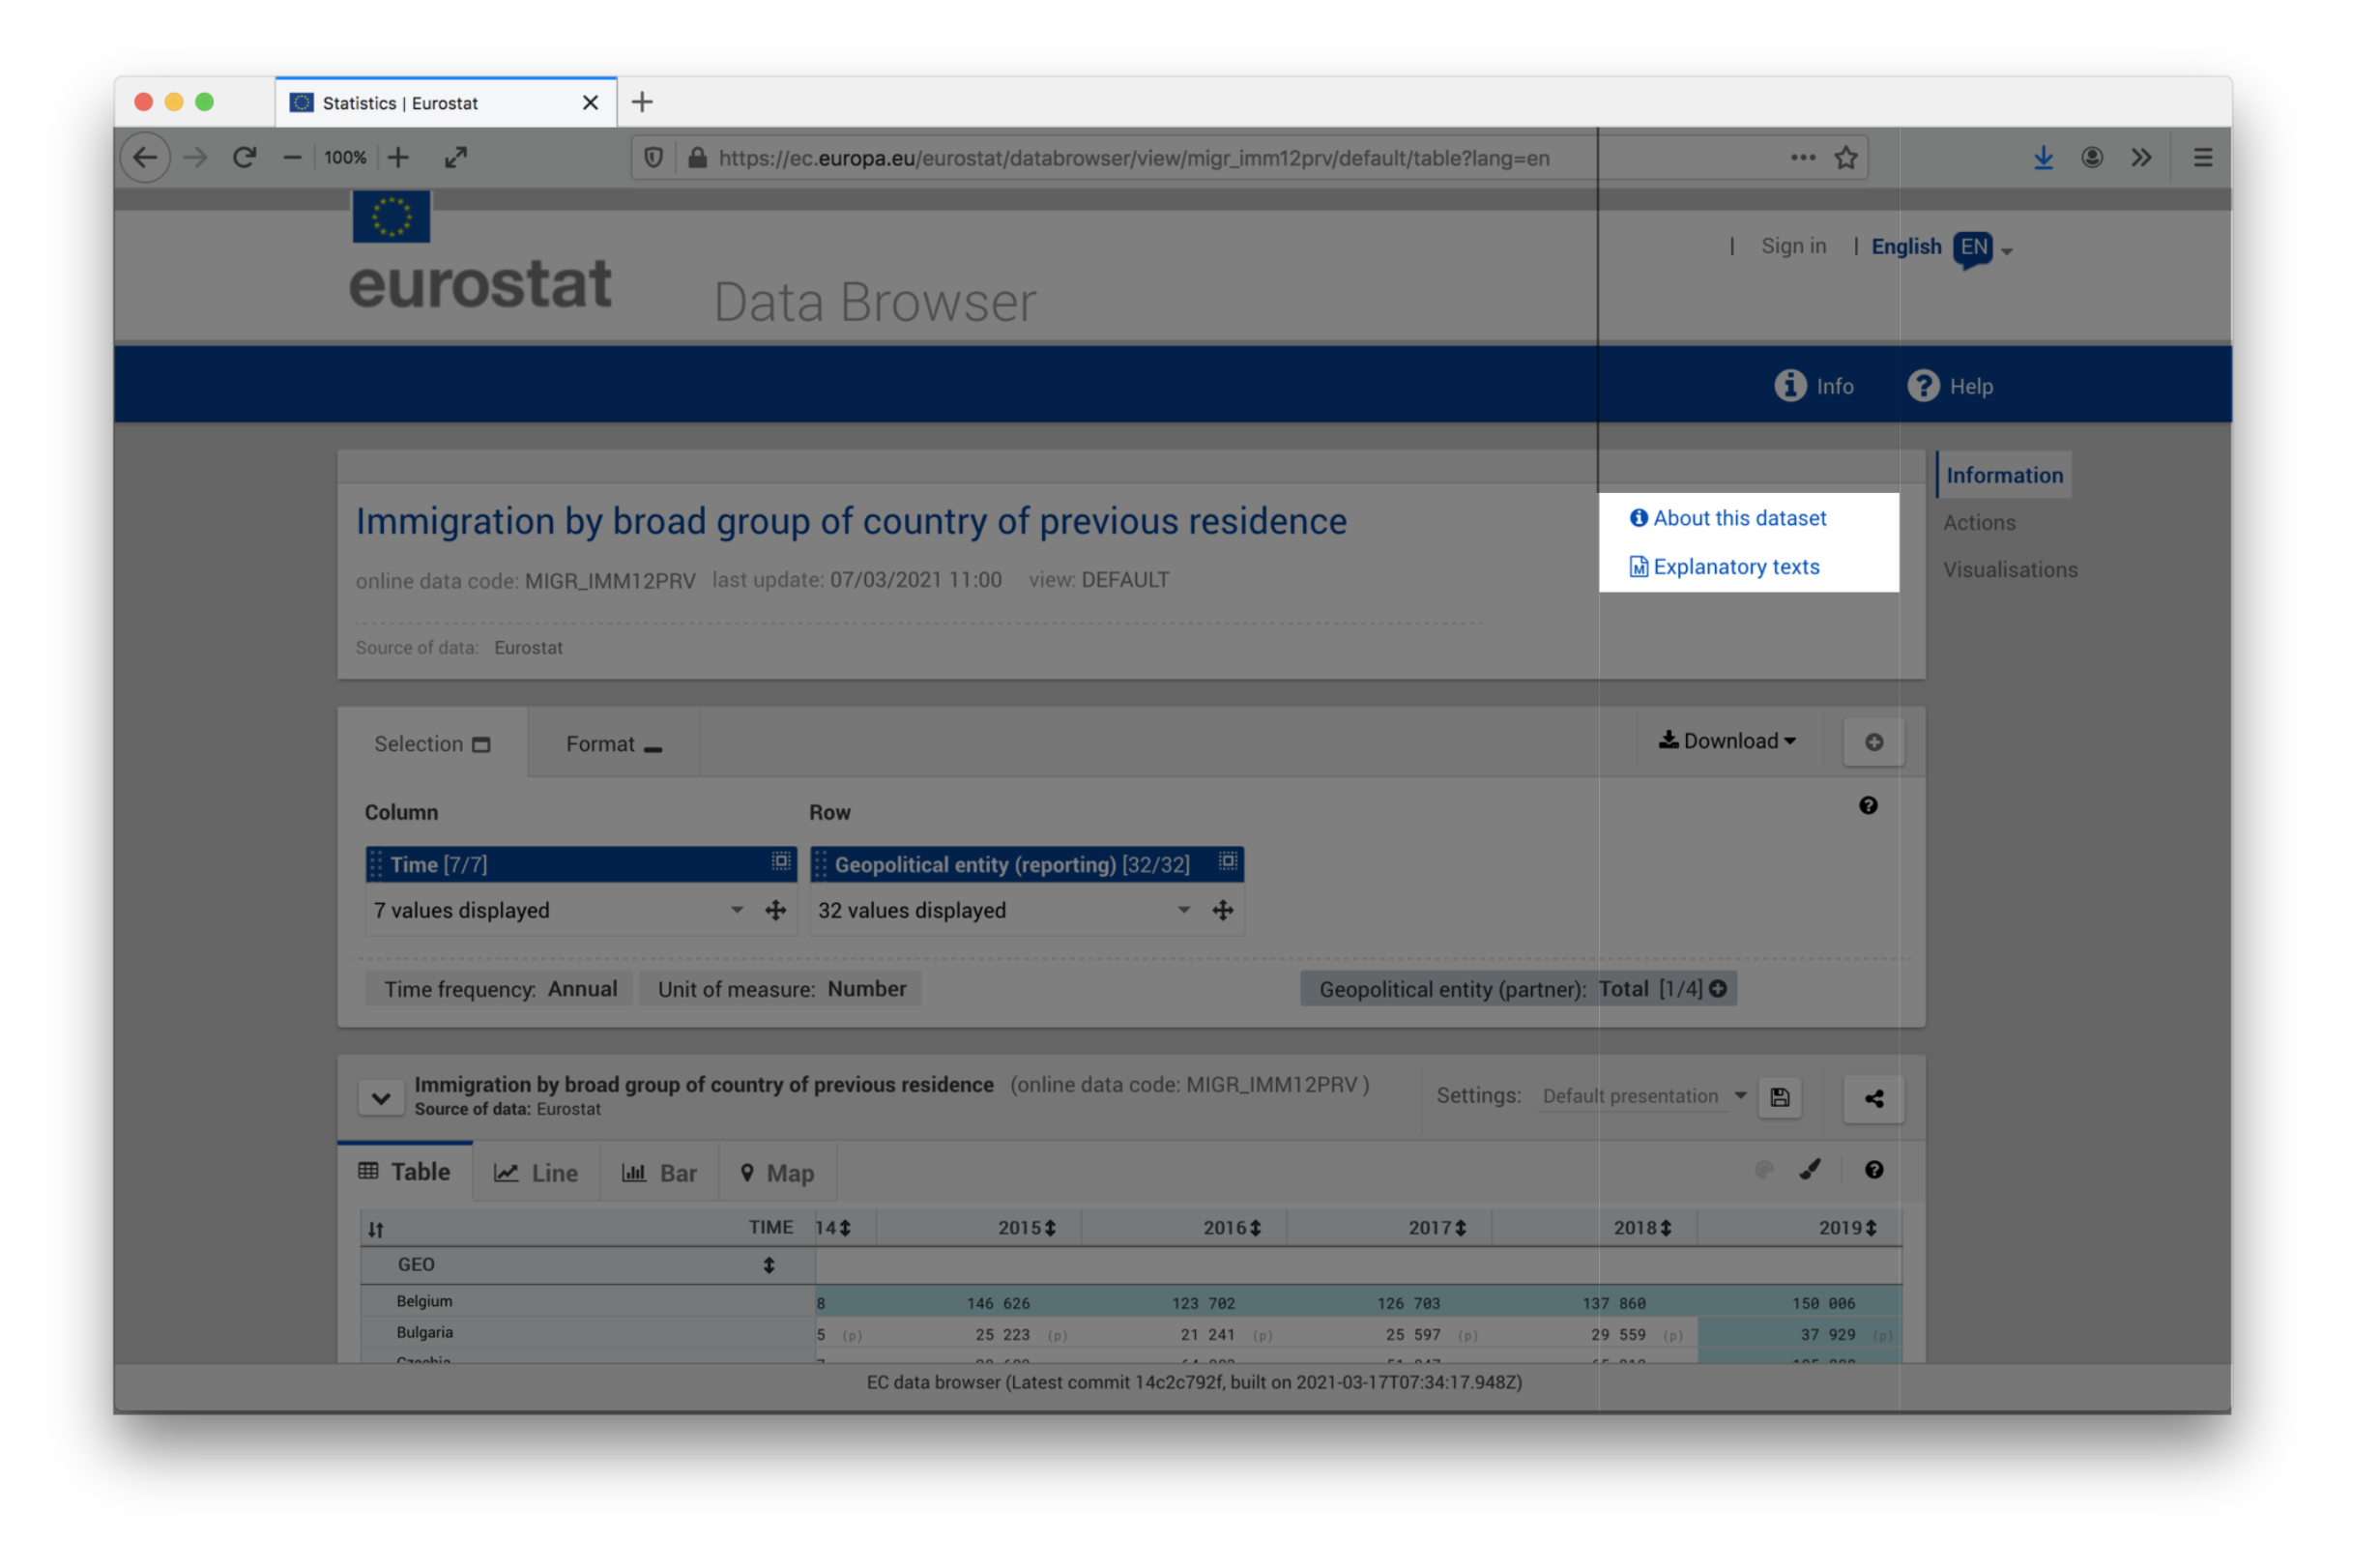 Statistics | Eurostat
100%
https://ec.europa.eu/eurostat/databrowser/view/migr_imm12prv/default/table?lang=en
| Sign in | English EN
eurostat
Data Browser
Info Help
Information
Immigration by broad group of country of previous residence
About this dataset
Actions
Explanatory texts
Visualisations
online data code: MIGR_IMM12PRV last update: 07/03/2021 11:00 view: DEFAULT
Source of data: Eurostat
Selection Format Download
Column Row
Time [7/7] Geopolitical entity (reporting) [32/32]
7 values displayed 32 values displayed
Time frequency: Annual Unit of measure: Number Geopolitical entity (partner): Total [1/4]
Immigration by broad group of country of previous residence (online data code: MIGR_IMM12PRV )
Source of data: Eurostat
Settings: Default presentation
Table Line Bar Map
TIME 14 2015 2016 2017 2018 2019
GEO
Belgium 8 146 626 123 702 126 703 137 860 150 006
Bulgaria 5 (p) 25 223 (p) 21 241 (p) 25 597 (p) 29 559 (p) 37 929 (p)
Czechia
EC data browser (Latest commit 14c2c792f, built on 2021-03-17T07:34:17.948Z)